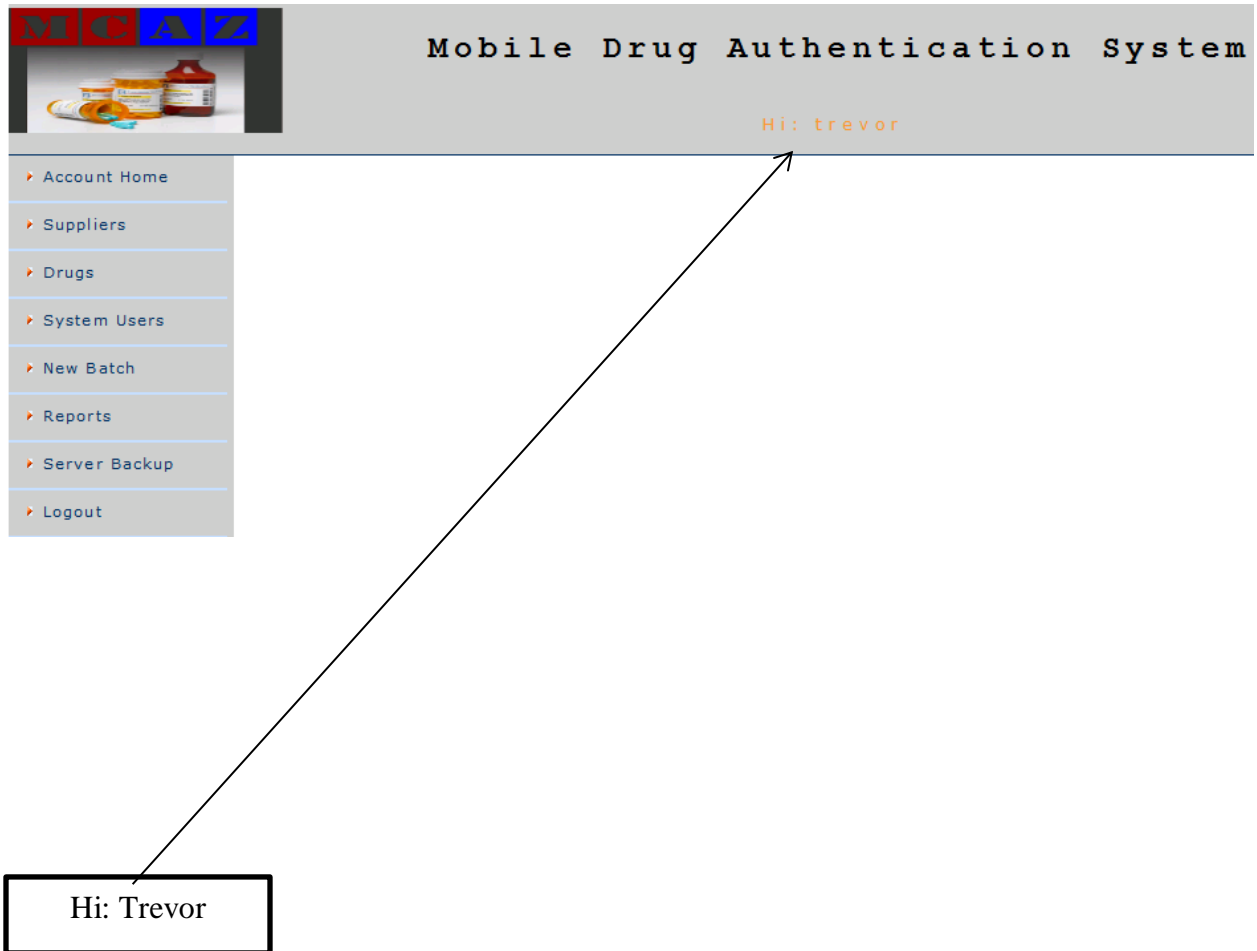 MCAZ
Mobile Drug Authentication System
Hi: trevor
Account Home
Suppliers
Drugs
System Users
New Batch
Reports
Server Backup
Logout
Hi: Trevor